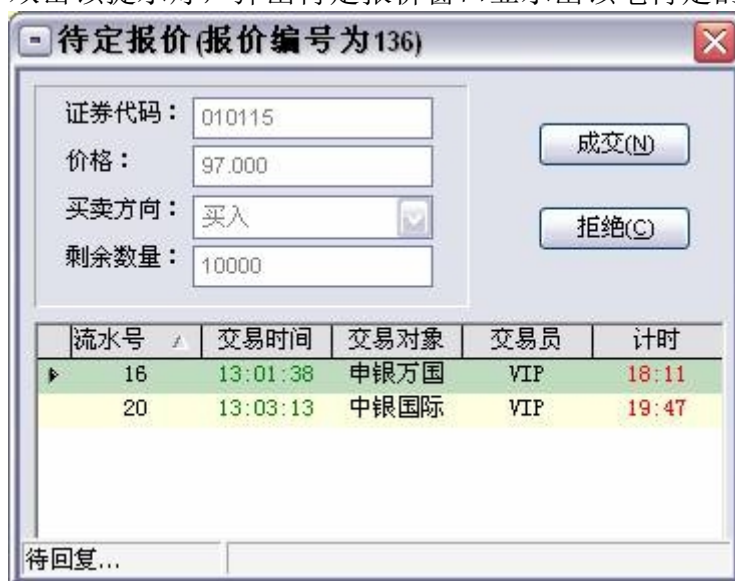 待定报价(报价编号为136)
证券代码： 010115
成交(N)
价格： 97.000
买卖方向： 买入
拒绝(C)
剩余数量： 10000
流水号 交易时间 交易对象 交易员 计时
16 13:01:38 申银万国 VIP 18:11
20 13:03:13 中银国际 VIP 19:47
待回复...